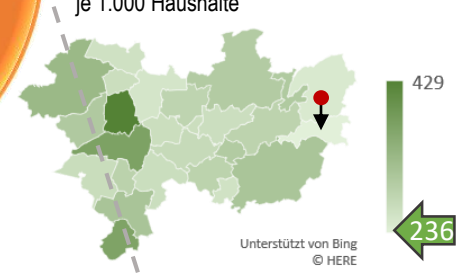 je 1.000 Haushalte
429
236
Unterstützt von Bing
© HERE